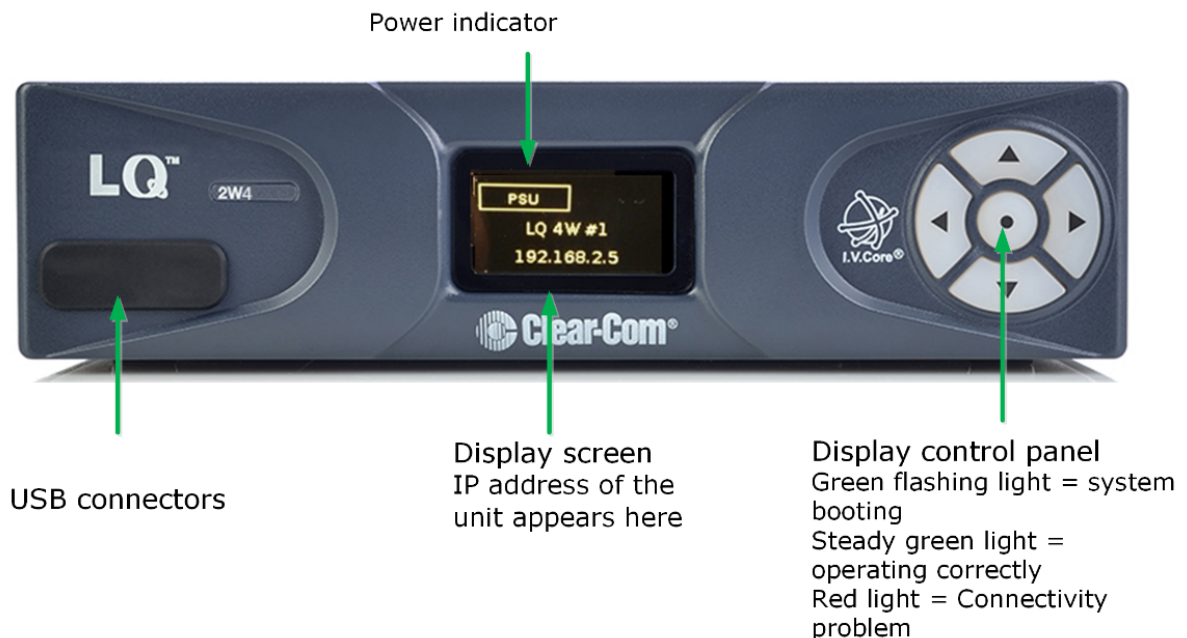 Power indicator
LQ™
2W4
PSU
LQ 4W #1
192.168.2.5
I.V.Core®
Clear-Com®
USB connectors
Display screen
IP address of the
unit appears here
Display control panel
Green flashing light = system
booting
Steady green light =
operating correctly
Red light = Connectivity
problem